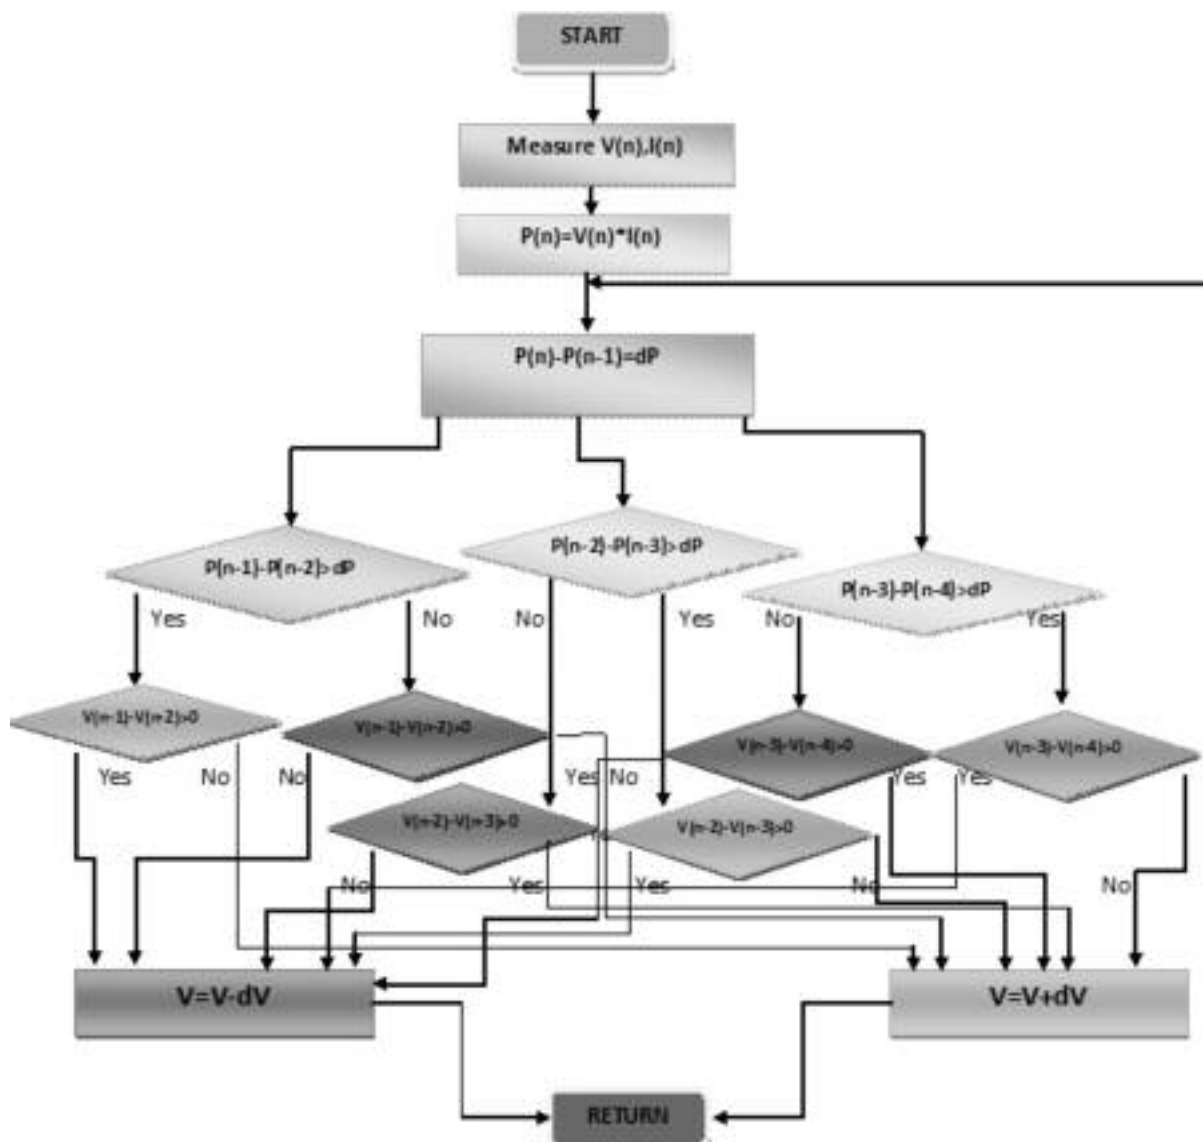 START
Measure V(n),I(n)
P(n)=V(n)*I(n)
P(n)-P(n-1)=dP
P(n-1)-P(n-2)>dP
P(n-2)-P(n-3)>dP
P(n-3)-P(n-4)>dP
Yes
No
No
Yes
No
Yes
V(n-1)-V(n-2)>0
V(n-1)-V(n-2)>0
V(n-3)-V(n-4)>0
V(n-3)-V(n-4)>0
Yes
No
No
Yes
No
Yes
Yes
V(n-2)-V(n-3)>0
V(n-2)-V(n-3)>0
No
Yes
Yes
No
No
V=V-dV
V=V+dV
RETURN